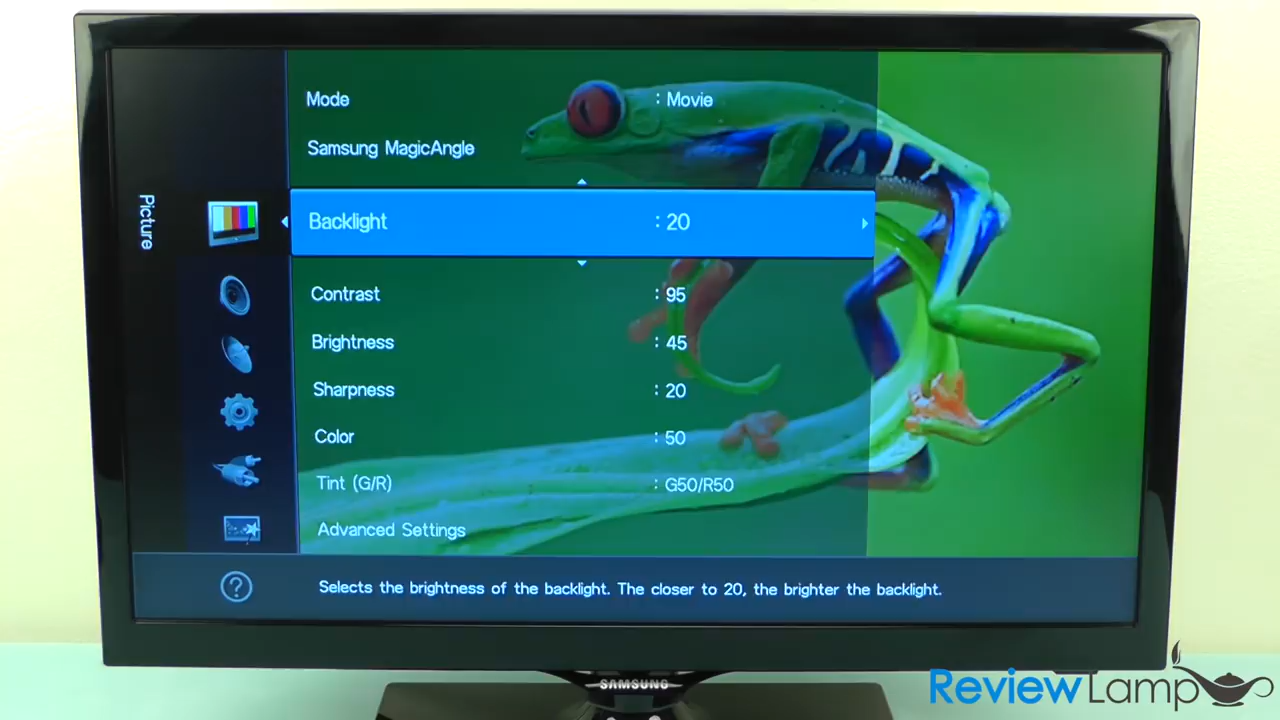 Mode : Movie
Samsung MagicAngle
Picture
Backlight : 20
Contrast : 95
Brightness : 45
Sharpness : 20
Color : 50
Tint (G/R) : G50/R50
Advanced Settings
? Selects the brightness of the backlight. The closer to 20, the brighter the backlight.
SAMSUNG
ReviewLamp